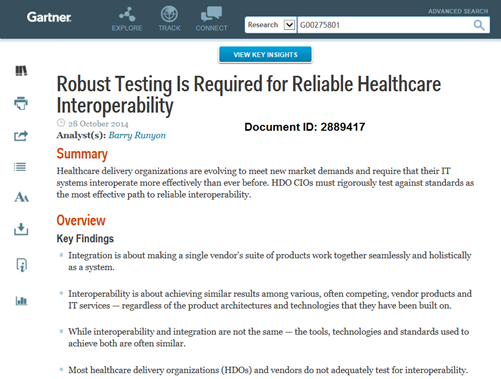 Gartner.
EXPLORE
TRACK
CONNECT
ADVANCED SEARCH
Research
G00275801
VIEW KEY INSIGHTS
Robust Testing Is Required for Reliable Healthcare
Interoperability
28 October 2014
Analyst(s): Barry Runyon
Document ID: 2889417
Summary
Healthcare delivery organizations are evolving to meet new market demands and require that their IT
systems interoperate more effectively than ever before. HDO CIOs must rigorously test against standards as
the most effective path to reliable interoperability.
Overview
Key Findings
Integration is about making a single vendor's suite of products work together seamlessly and holistically
as a system.
Interoperability is about achieving similar results among various, often competing, vendor products and
IT services — regardless of the product architectures and technologies that they have been built on.
While interoperability and integration are not the same — the tools, technologies and standards used to
achieve both are often similar.
Most healthcare delivery organizations (HDOs) and vendors do not adequately test for interoperability.